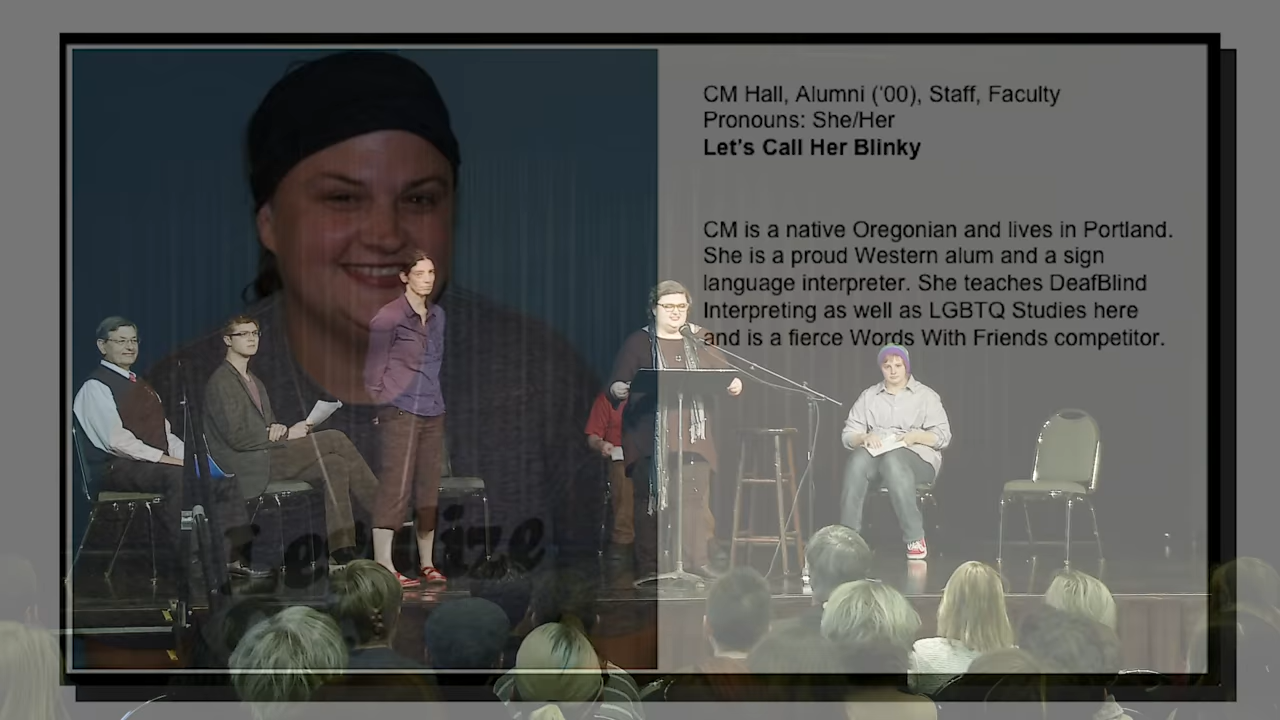 CM Hall, Alumni ('00), Staff, Faculty
Pronouns: She/Her
Let's Call Her Blinky
CM is a native Oregonian and lives in Portland.
She is a proud Western alum and a sign
language interpreter. She teaches DeafBlind
Interpreting as well as LGBTQ Studies here
and is a fierce Words With Friends competitor.